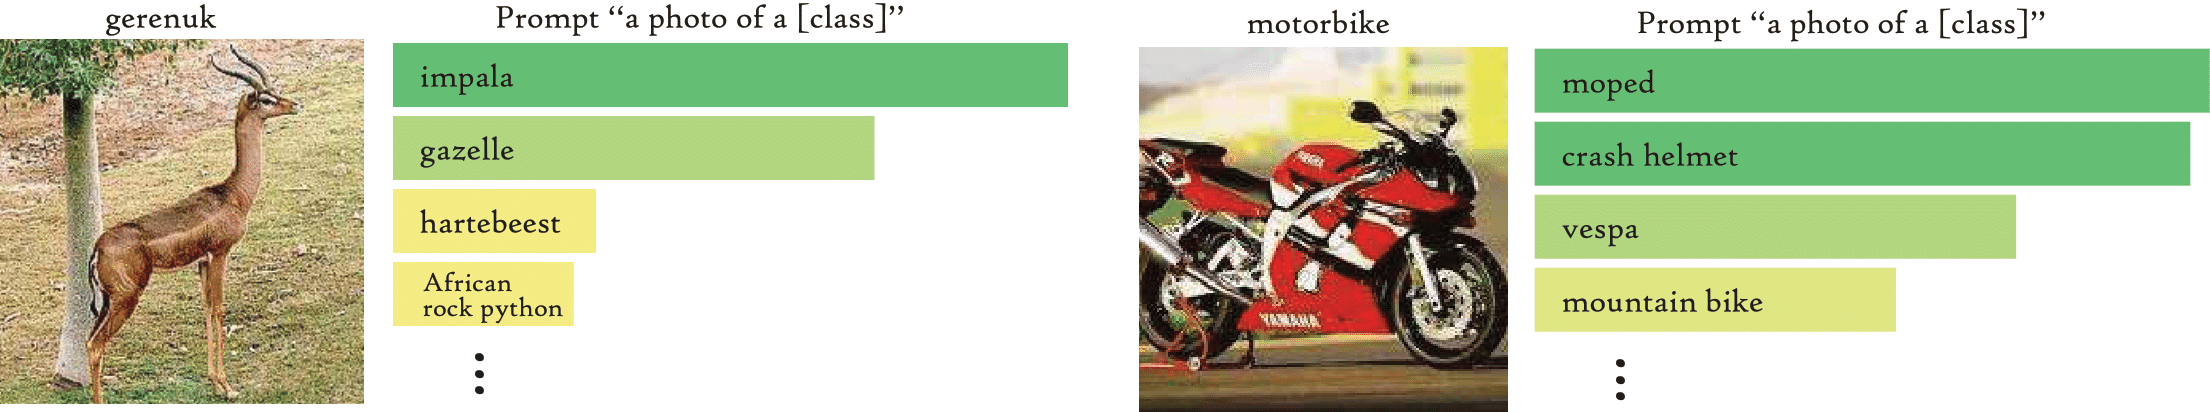 gerenuk
Prompt “a photo of a [class]”
impala
gazelle
hartebeest
African
rock python
motorbike
Prompt “a photo of a [class]”
moped
crash helmet
vespa
mountain bike
YAMAHA